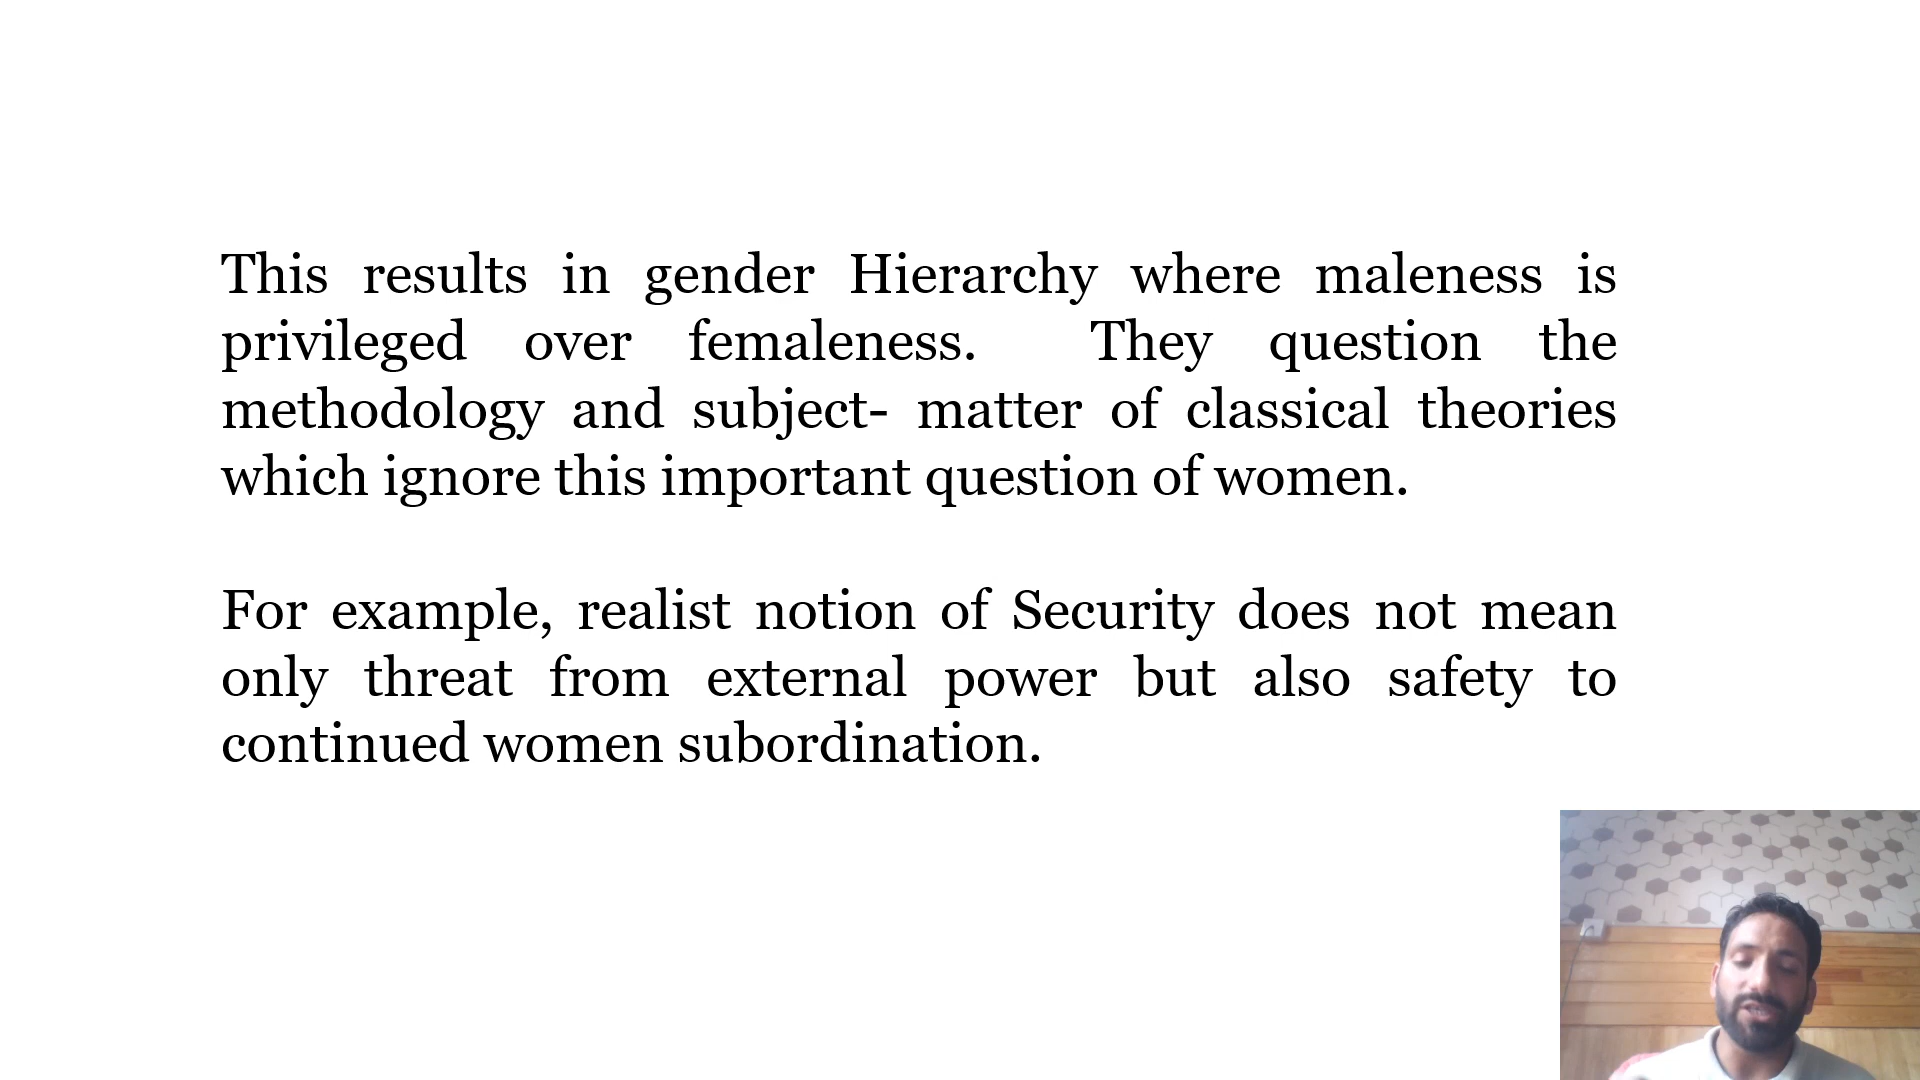 This results in gender Hierarchy where maleness is
privileged over femaleness. They question the
methodology and subject- matter of classical theories
which ignore this important question of women.
For example, realist notion of Security does not mean
only threat from external power but also safety to
continued women subordination.